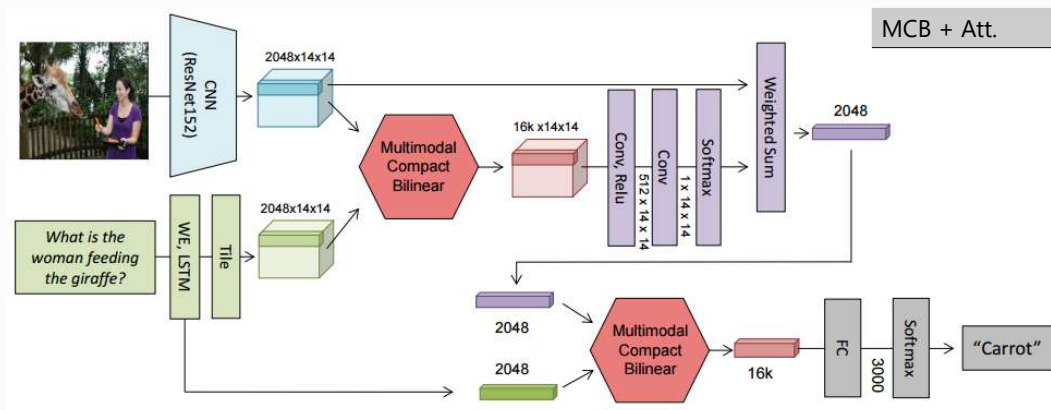 MCB + Att.
CNN
(ResNet152)
2048x14x14
Multimodal
Compact
Bilinear
16k x14x14
Conv, Relu
512 x 14 x 14
Conv
1 x 14 x 14
Softmax
Weighted Sum
2048
What is the
woman feeding
the giraffe?
WE, LSTM
Tile
2048x14x14
2048
2048
Multimodal
Compact
Bilinear
16k
FC
3000
Softmax
“Carrot”